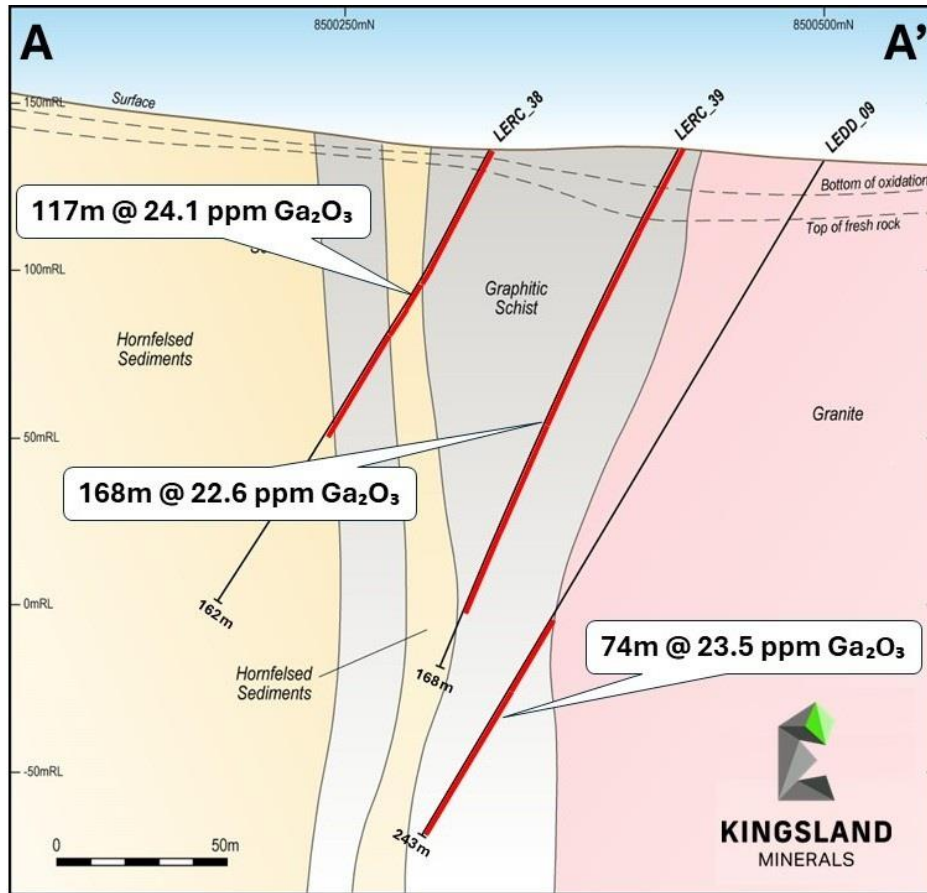 8500250mN
8500500mN
A
A’
150mRL
Surface
LERC_38
LERC_39
LEDD_09
Bottom of oxidation
Top of fresh rock
117m @ 24.1 ppm Ga₂O₃
100mRL
Graphitic
Schist
Hornfelsed
Sediments
Granite
50mRL
168m @ 22.6 ppm Ga₂O₃
0mRL
162m
74m @ 23.5 ppm Ga₂O₃
Hornfelsed
Sediments
168m
-50mRL
243m
0
50m
KINGSLAND
MINERALS